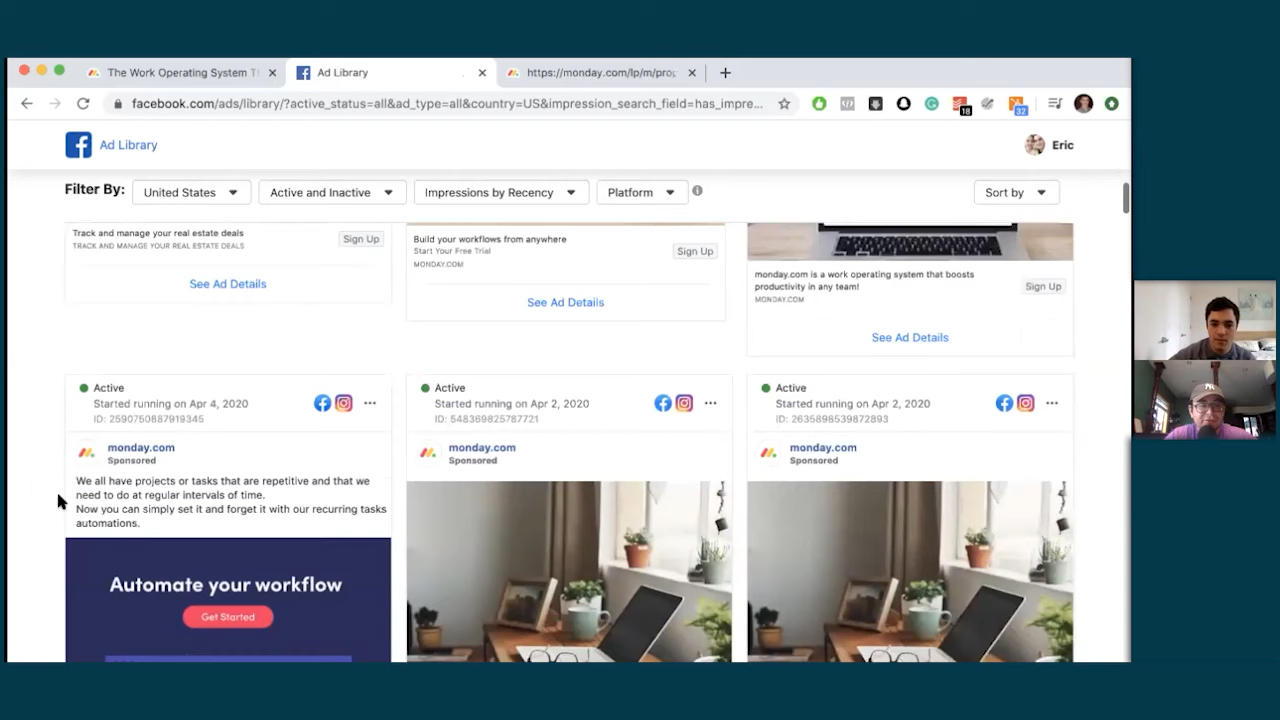 The Work Operating System T
Ad Library
https://monday.com/lp/m/pro
facebook.com/ads/library/?active_status=all&ad_type=all&country=US&impression_search_field=has_impre...
18
32
Ad Library
Eric
Filter By:
United States
Active and Inactive
Impressions by Recency
Platform
Sort by
Track and manage your real estate deals
TRACK AND MANAGE YOUR REAL ESTATE DEALS
Sign Up
See Ad Details
Build your workflows from anywhere
Start Your Free Trial
MONDAY.COM
Sign Up
See Ad Details
monday.com is a work operating system that boosts
productivity in any team!
MONDAY.COM
Sign Up
See Ad Details
Active
Started running on Apr 4, 2020
ID: 2590750887919345
monday.com
Sponsored
We all have projects or tasks that are repetitive and that we
need to do at regular intervals of time.
Now you can simply set it and forget it with our recurring tasks
automations.
Automate your workflow
Get Started
Active
Started running on Apr 2, 2020
ID: 548369825787721
monday.com
Sponsored
Active
Started running on Apr 2, 2020
ID: 2635898539872893
monday.com
Sponsored